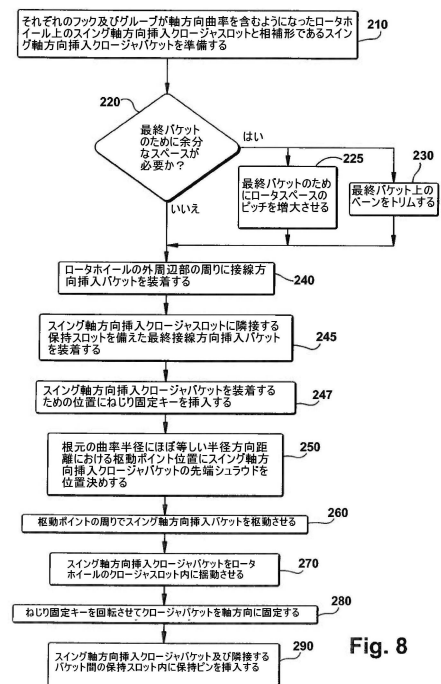 それぞれのフック及びグルーブが軸方向曲率を含むようになったロータホ
イール上のスイング軸方向挿入クロージャスロットと相補形であるスイン
グ軸方向挿入クロージャバケットを準備する
210
220
最終バケット
のために余分
なスペースが
必要か?
はい
いいえ
225
最終バケットのため
にロータスペースの
ピッチを増大させる
230
最終バケット上の
ベーンをトリムする
ロータホイールの外周辺部の周りに接線方
向挿入バケットを装着する
240
スイング軸方向挿入クロージャスロットに隣接する
保持スロットを備えた最終接線方向挿入バケット
を装着する
245
スイング軸方向挿入クロージャバケットを装着する
ための位置にねじり固定キーを挿入する
247
根元の曲率半径にほぼ等しい半径方向距
離における枢動ポイント位置にスイング軸方
向挿入クロージャバケットの先端シュラウドを
位置決めする
250
枢動ポイントの周りでスイング軸方向挿入バケットを枢動させる
260
スイング軸方向挿入クロージャバケットをロータ
ホイールのクロージャスロット内に揺動させる
270
ねじり固定キーを回転させてクロージャバケットを軸方向に固定する
280
スイング軸方向挿入クロージャバケット及び隣接する
バケット間の保持スロット内に保持ピンを挿入する
290
Fig. 8